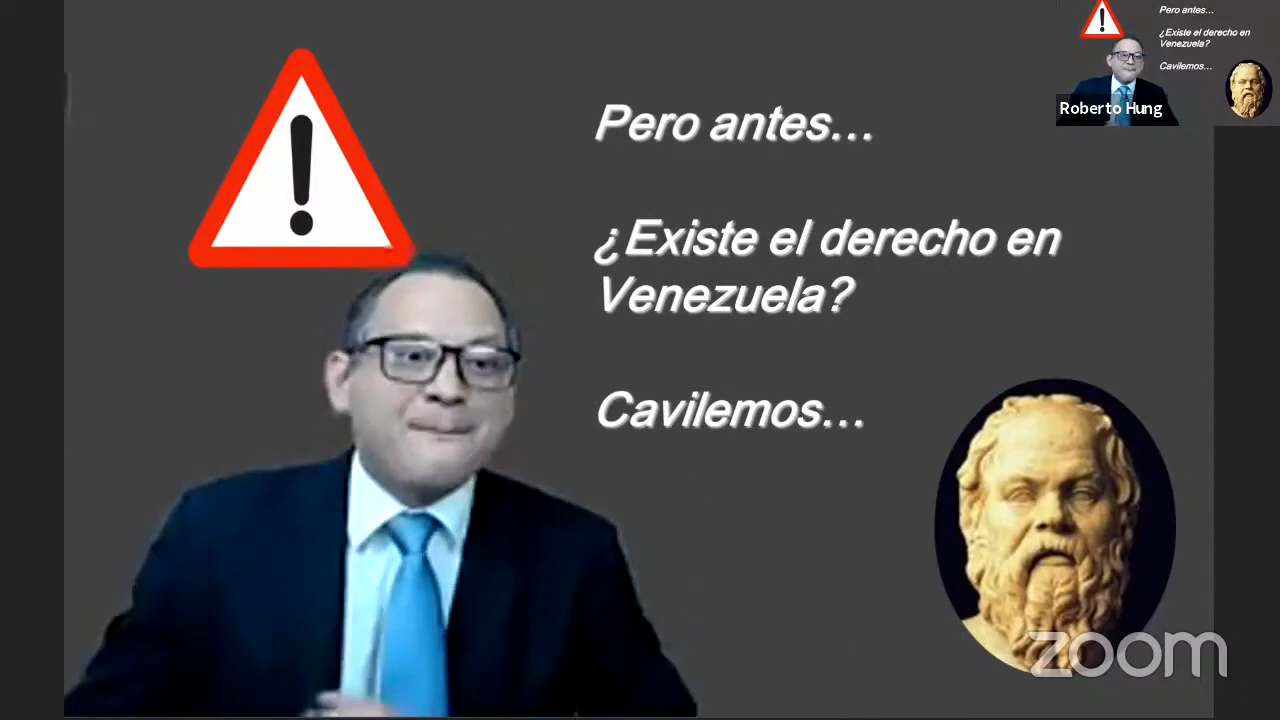 Pero antes...
¿Existe el derecho en
Venezuela?
Cavilemos...
Pero antes...
¿Existe el derecho en
Venezuela?
Cavilemos...
Roberto Hung
zoom